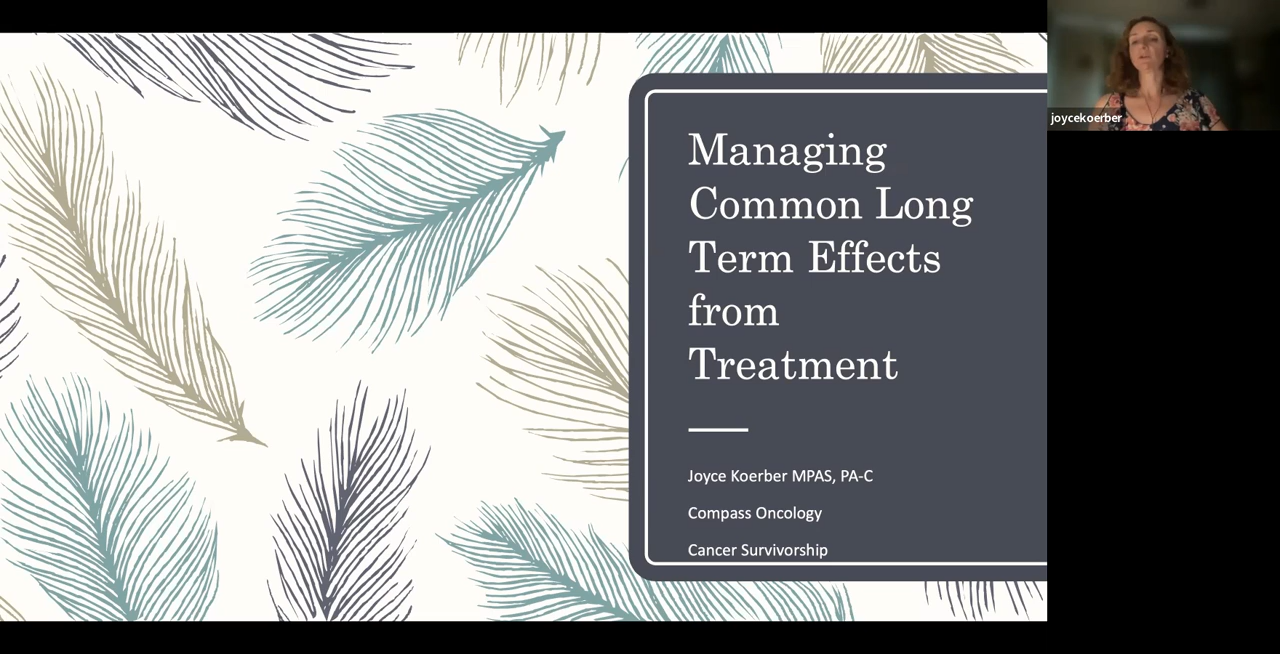 Managing
Common Long
Term Effects
from
Treatment
Joyce Koerber MPAS, PA-C
Compass Oncology
Cancer Survivorship
joycekoerber